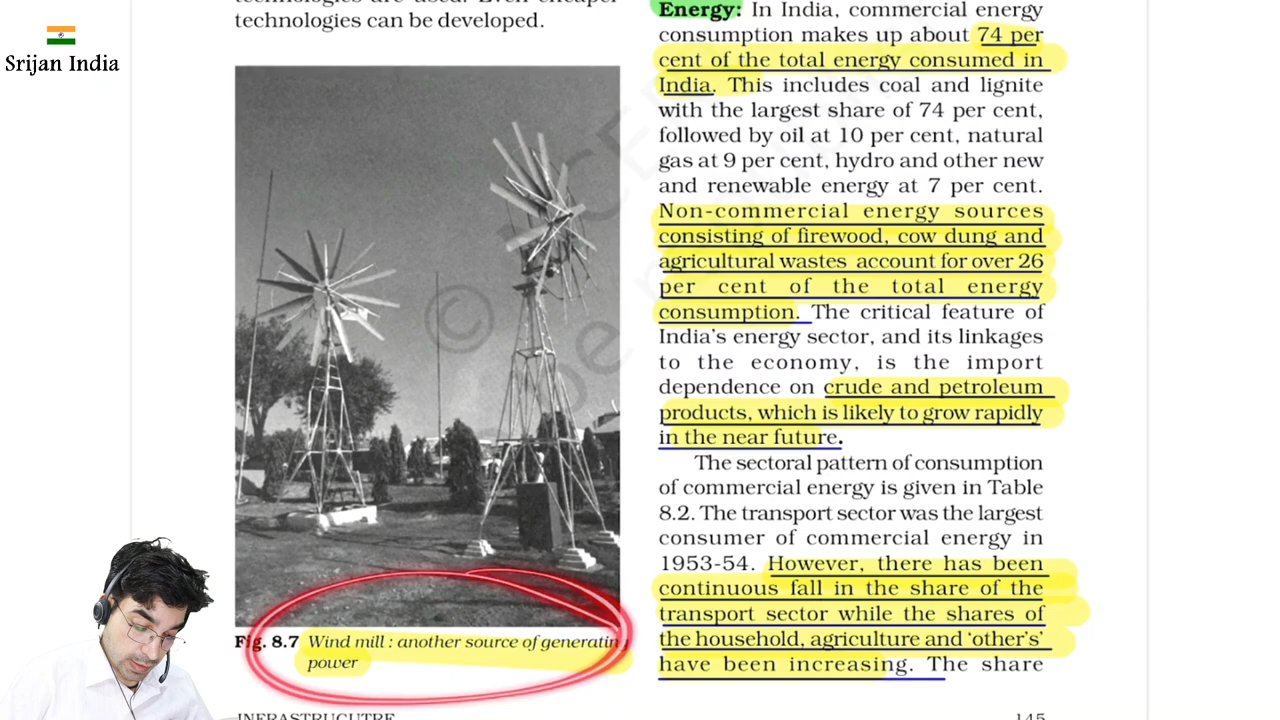 Srijan India
technologies are used. Even cheaper
technologies can be developed.
Fig. 8.7 Wind mill : another source of generating
power
INFRASTRUCUTRE
Energy: In India, commercial energy
consumption makes up about 74 per
cent of the total energy consumed in
India. This includes coal and lignite
with the largest share of 74 per cent,
followed by oil at 10 per cent, natural
gas at 9 per cent, hydro and other new
and renewable energy at 7 per cent.
Non-commercial energy sources
consisting of firewood, cow dung and
agricultural wastes account for over 26
per cent of the total energy
consumption. The critical feature of
India's energy sector, and its linkages
to the economy, is the import
dependence on crude and petroleum
products, which is likely to grow rapidly
in the near future.
The sectoral pattern of consumption
of commercial energy is given in Table
8.2. The transport sector was the largest
consumer of commercial energy in
1953-54. However, there has been
continuous fall in the share of the
transport sector while the shares of
the household, agriculture and 'other's'
have been increasing. The share
145